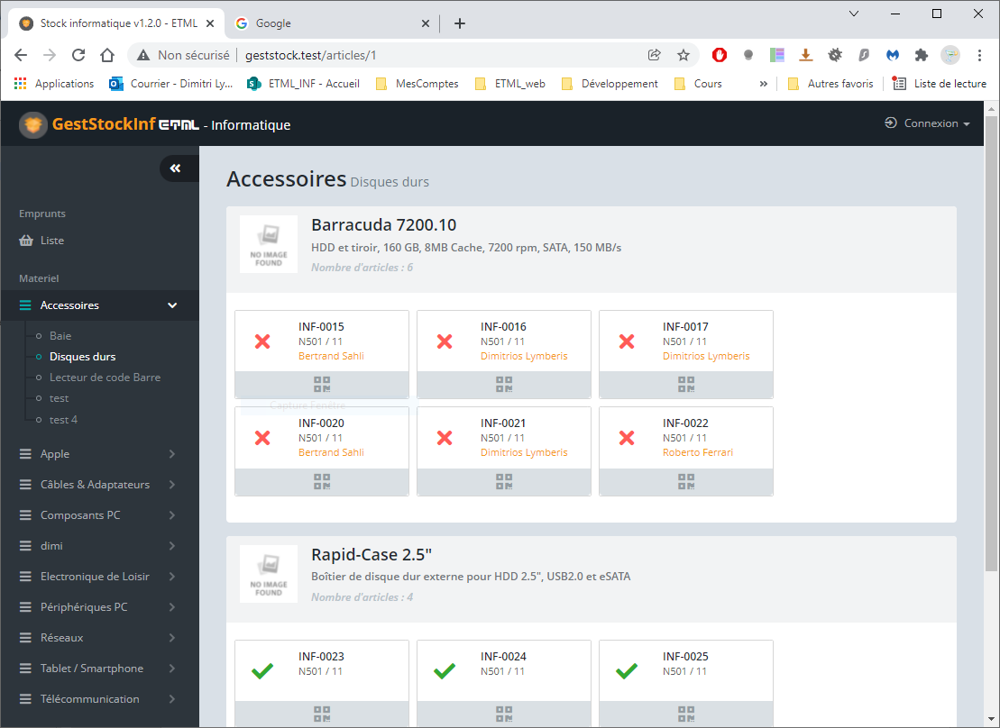 Stock informatique v1.2.0 - ETML
Google
Non sécurisé
geststock.test/articles/1
Applications
Courrier - Dimitri Ly...
ETML_INF - Accueil
MesComptes
ETML_web
Développement
Cours
»
Autres favoris
Liste de lecture
GestStockInf ETML - Informatique
Connexion
Emprunts
Liste
Materiel
Accessoires
Baie
Disques durs
Lecteur de code Barre
test
test 4
Apple
Câbles & Adaptateurs
Composants PC
dimi
Electronique de Loisir
Périphériques PC
Réseaux
Tablet / Smartphone
Télécommunication
Accessoires Disques durs
NO IMAGE
FOUND
Barracuda 7200.10
HDD et tiroir, 160 GB, 8MB Cache, 7200 rpm, SATA, 150 MB/s
Nombre d'articles : 6
INF-0015
N501 / 11
Bertrand Sahli
INF-0016
N501 / 11
Dimitrios Lymberis
INF-0017
N501 / 11
Dimitrios Lymberis
Capture Fenêtre
INF-0020
N501 / 11
Bertrand Sahli
INF-0021
N501 / 11
Dimitrios Lymberis
INF-0022
N501 / 11
Roberto Ferrari
NO IMAGE
FOUND
Rapid-Case 2.5"
Boîtier de disque dur externe pour HDD 2.5", USB2.0 et eSATA
Nombre d'articles : 4
INF-0023
N501 / 11
INF-0024
N501 / 11
INF-0025
N501 / 11